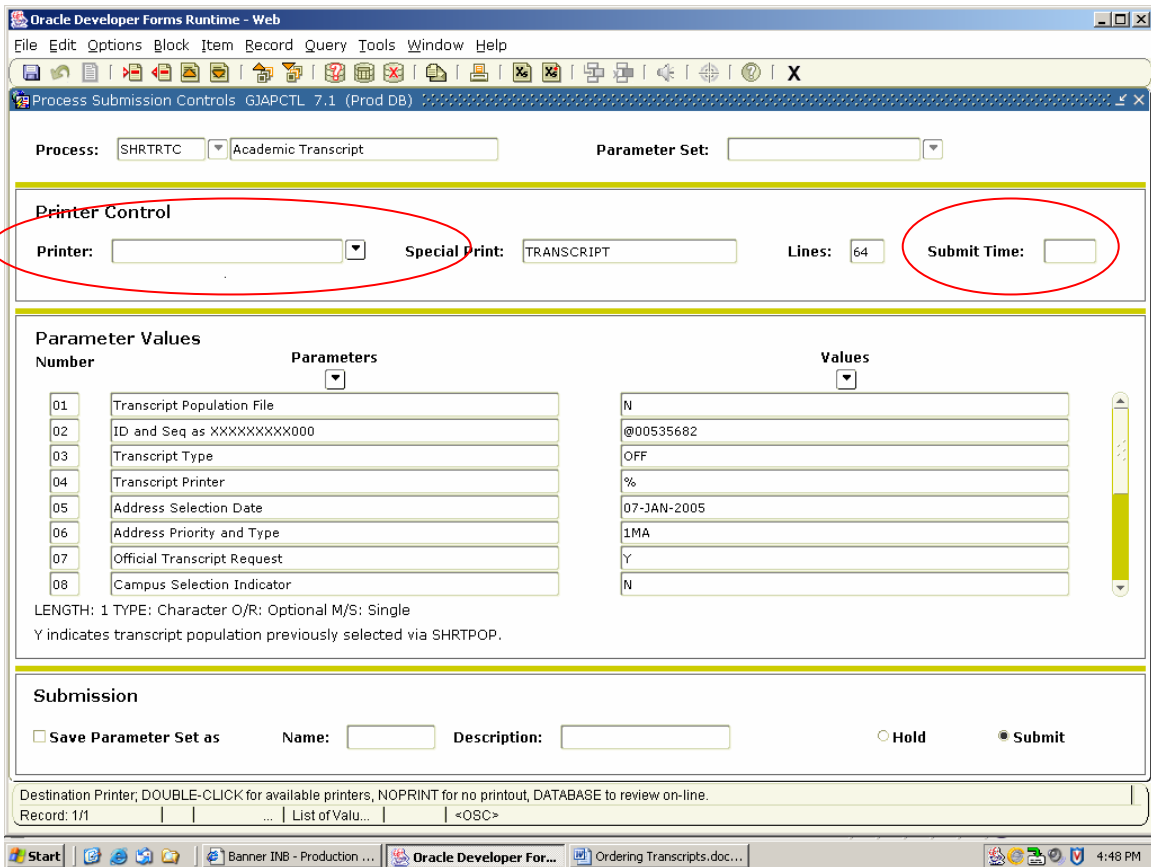 Oracle Developer Forms Runtime - Web
File Edit Options Block Item Record Query Tools Window Help
Process Submission Controls GJAPCTL 7.1 (Prod DB)
Process: SHRTRTC Academic Transcript Parameter Set:
Printer Control
Printer: Special Print: TRANSCRIPT Lines: 64 Submit Time:
Parameter Values
Number Parameters Values
01 Transcript Population File N
02 ID and Seq as XXXXXXXXX000 @00535682
03 Transcript Type OFF
04 Transcript Printer %
05 Address Selection Date 07-JAN-2005
06 Address Priority and Type 1MA
07 Official Transcript Request Y
08 Campus Selection Indicator N
LENGTH: 1 TYPE: Character O/R: Optional M/S: Single
Y indicates transcript population previously selected via SHRTPOP.
Submission
Save Parameter Set as Name: Description: Hold Submit
Destination Printer; DOUBLE-CLICK for available printers, NOPRINT for no printout, DATABASE to review on-line.
Record: 1/1 ... List of Valu... <OSC>
Start Banner INB - Production ... Oracle Developer For... Ordering Transcripts.doc... 4:48 PM